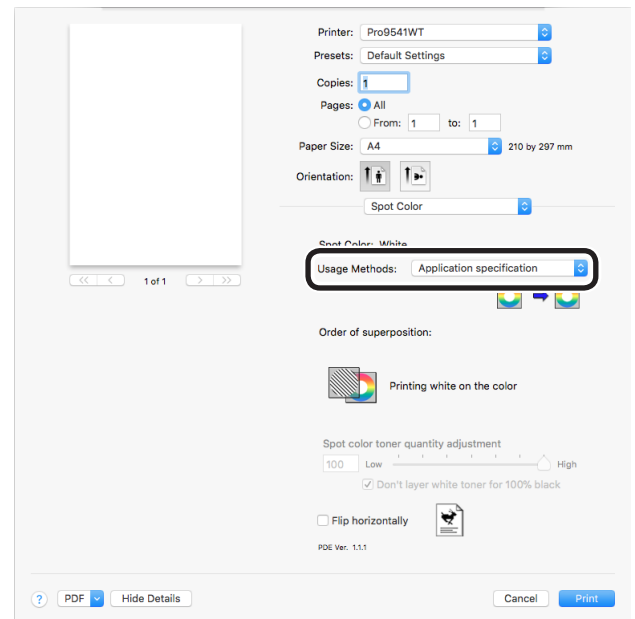 Printer: Pro9541WT
Presets: Default Settings
Copies: 1
Pages: All
From: 1 to: 1
Paper Size: A4 210 by 297 mm
Orientation:
Spot Color
Spot Color: White
Usage Methods: Application specification
<< < 1 of 1 > >>
Order of superposition:
Printing white on the color
Spot color toner quantity adjustment
100 Low High
Don't layer white toner for 100% black
Flip horizontally
PDE Ver. 1.1.1
? PDF Hide Details Cancel Print